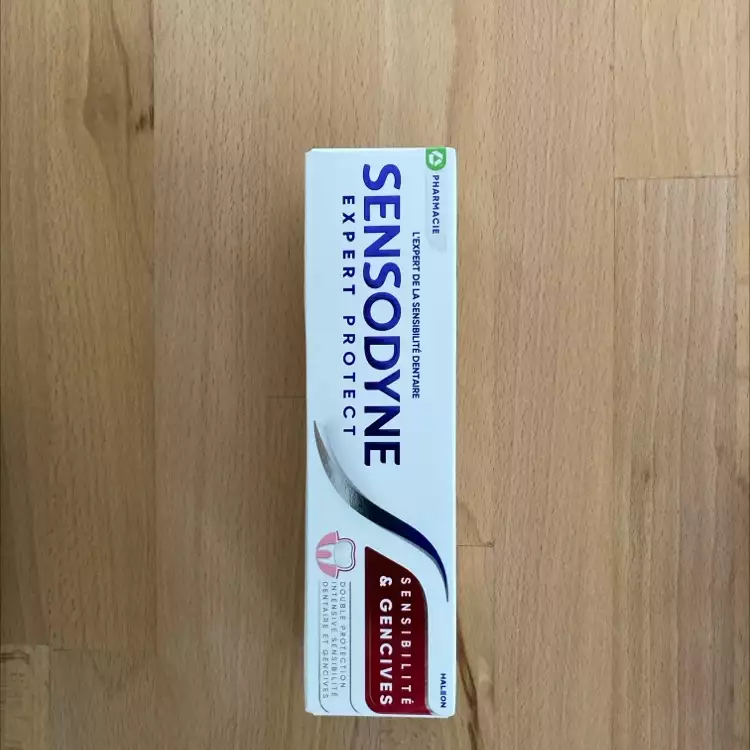 PHARMACIE
L'EXPERT DE LA SENSIBILITÉ DENTAIRE
SENSODYNE
EXPERT PROTECT
SENSIBILITÉ
& GENCIVES
DOUBLE PROTECTION
INTENSIVE SENSIBILITÉ
DENTAIRE ET GENCIVES
HALEON